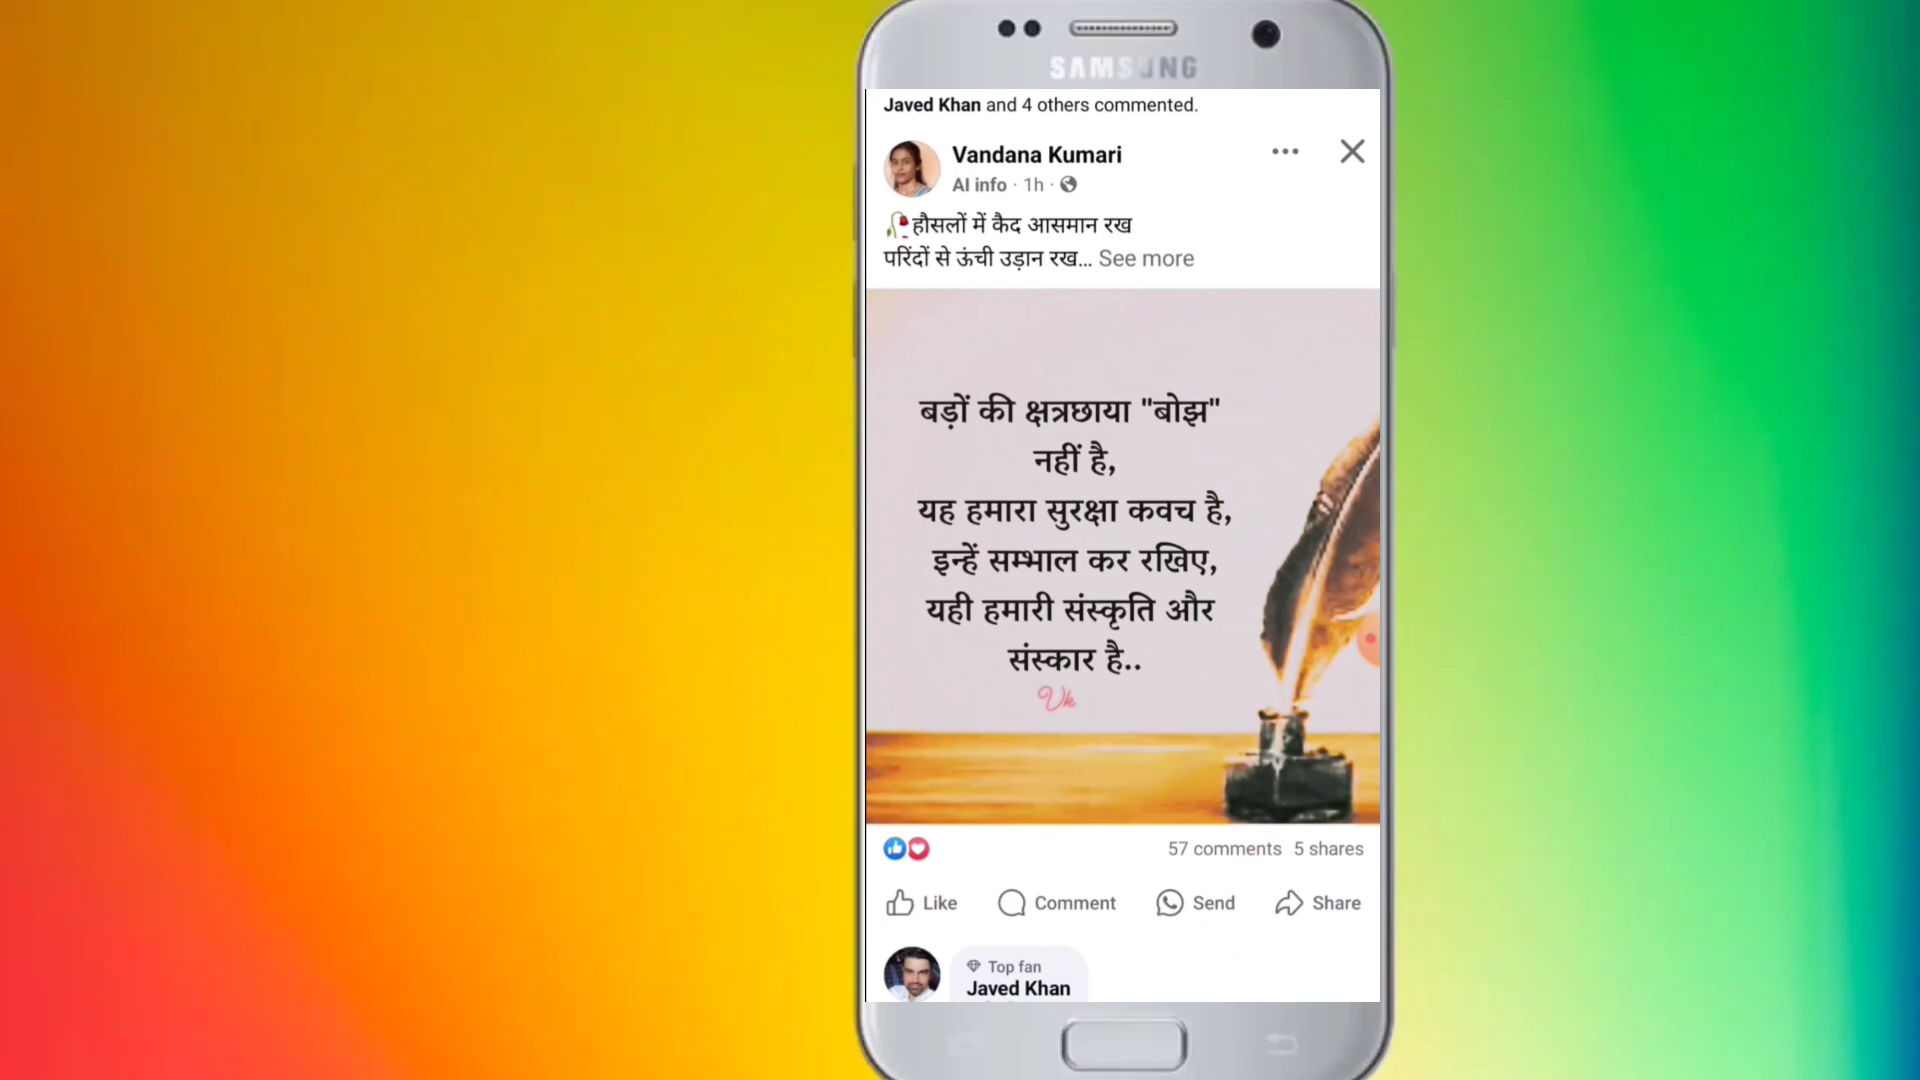 SAMSUNG
Javed Khan and 4 others commented.
Vandana Kumari
AI info · 1h ·
🥀हौसलों में कैद आसमान रख
परिंदों से ऊंची उड़ान रख... See more
बड़ों की क्षत्रछाया "बोझ"
नहीं है,
यह हमारा सुरक्षा कवच है,
इन्हें सम्भाल कर रखिए,
यही हमारी संस्कृति और
संस्कार है..
Vk
57 comments 5 shares
Like Comment Send Share
Top fan
Javed Khan